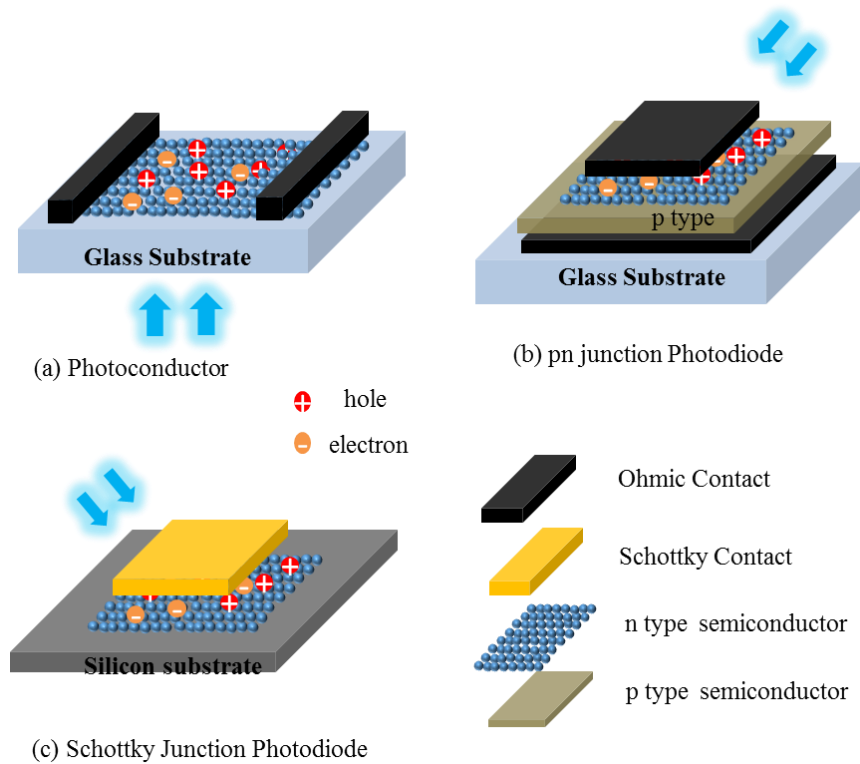 Glass Substrate
(a) Photoconductor
p type
Glass Substrate
(b) pn junction Photodiode
+ hole
- electron
Silicon substrate
(c) Schottky Junction Photodiode
Ohmic Contact
Schottky Contact
n type semiconductor
p type semiconductor